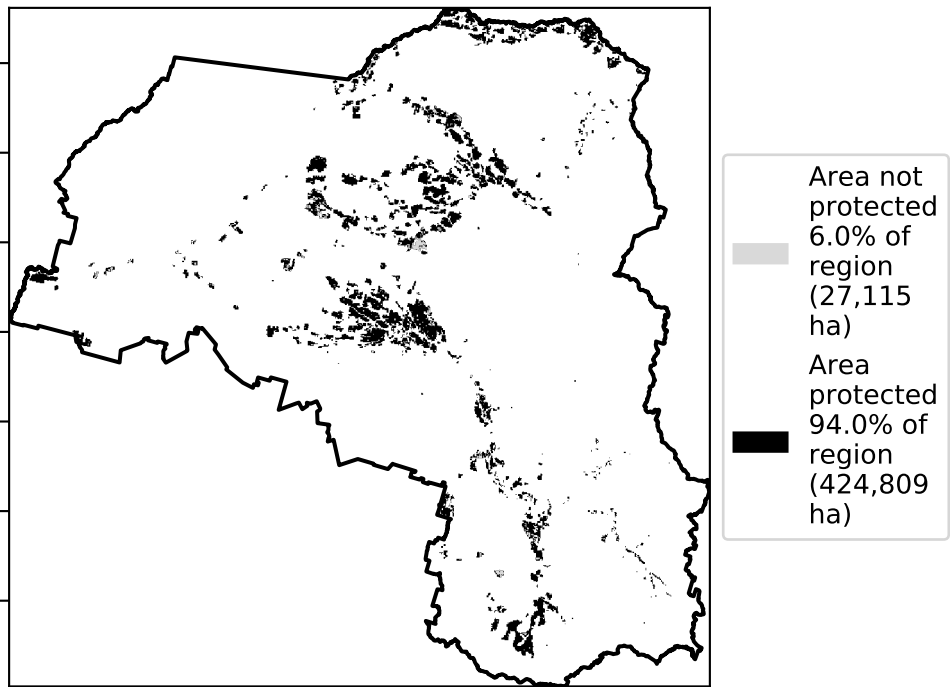 Area not
protected
6.0% of
region
(27,115
ha)
Area
protected
94.0% of
region
(424,809
ha)